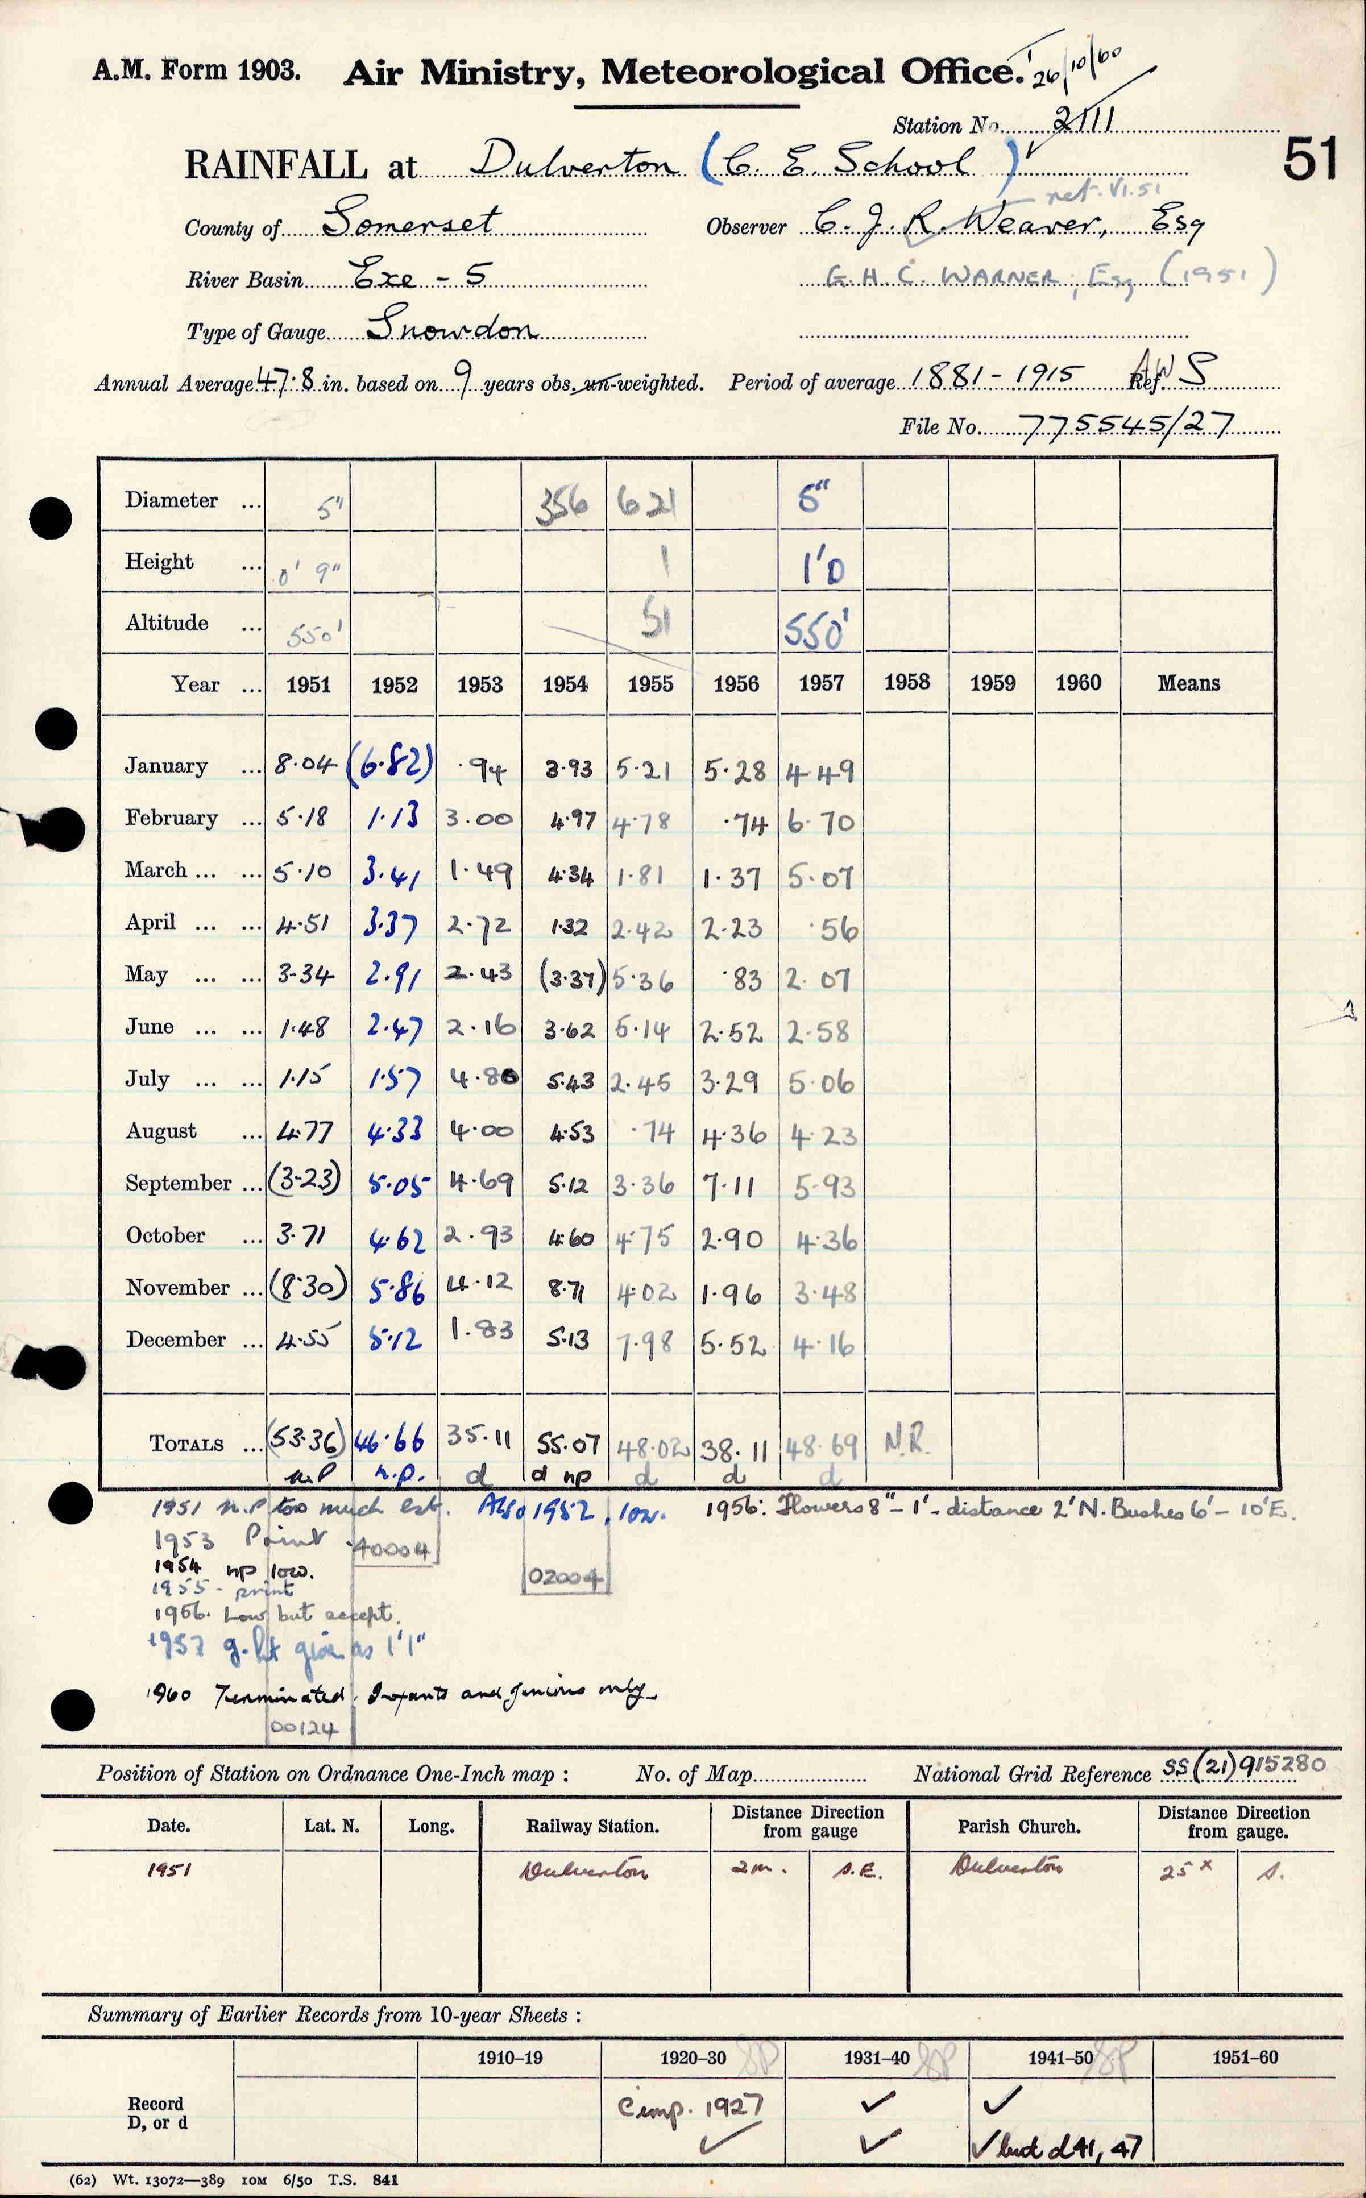 A.M. Form 1903. Air Ministry, Meteorological Office. 26/10/60
Station No. 2111
RAINFALL at Dulverton (C. E. School) 51
ret. VI.51
County of Somerset Observer C. J. R. Weaver, Esq
River Basin Exe - 5 G. H. C. WARNER, Esq (1951)
Type of Gauge Snowdon
Annual Average 47.8 in. based on 9 years obs. un-weighted. Period of average 1881-1915 Ref. S
File No. 775545/27
Diameter ... 5" 356 621 5"
Height ... 0' 9" 1 1'0
Altitude ... 550' 51 550'
Year ... 1951 1952 1953 1954 1955 1956 1957 1958 1959 1960 Means
January ... 8.04 (6.82) .94 3.93 5.21 5.28 4.49
February ... 5.18 1.13 3.00 4.97 4.78 .74 6.70
March ... ... 5.10 3.41 1.49 4.34 1.81 1.37 5.07
April ... ... 4.51 3.37 2.72 1.32 2.42 2.23 .56
May ... ... 3.34 2.91 2.43 (3.37) 5.36 .83 2.07
June ... ... 1.48 2.47 2.16 3.62 5.14 2.52 2.58
July ... ... 1.15 1.57 4.80 5.43 2.45 3.29 5.06
August ... 4.77 4.33 4.00 4.53 .74 4.36 4.23
September ... (3.23) 5.05 4.69 5.12 3.36 7.11 5.93
October ... 3.71 4.62 2.93 4.60 4.75 2.90 4.36
November ... (8.30) 5.86 4.12 8.71 4.02 1.96 3.48
December ... 4.55 5.12 1.83 5.13 7.98 5.52 4.16
TOTALS ... (53.36) 46.66 35.11 55.07 48.02 38.11 48.69 N.R.
n.P n.p. d d np d d d
1951 n.P too much est. Also 1952, low. 1956: Flowers 8" - 1' - distance 2' N. Bushes 6' - 10' E.
1953 Print 40004
1954 np low. 02004
1955 - print
1956. Low but accept.
1957 g. ht given as 1'1"
1960 Terminated. Infants and Juniors only
00124
Position of Station on Ordnance One-Inch map : No. of Map National Grid Reference SS (21) 915280
Date. Lat. N. Long. Railway Station. Distance Direction from gauge Parish Church. Distance Direction from gauge.
1951 Dulverton 2m. S.E. Dulverton 25 x S.
Summary of Earlier Records from 10-year Sheets :
1910–19 1920–30 SP 1931–40 SP 1941–50 SP 1951–60
Record Cimp. 1927 ✓ ✓
D, or d ✓ ✓ ✓ but d 41, 47
(62) Wt. 13072—389 10M 6/50 T.S. 841